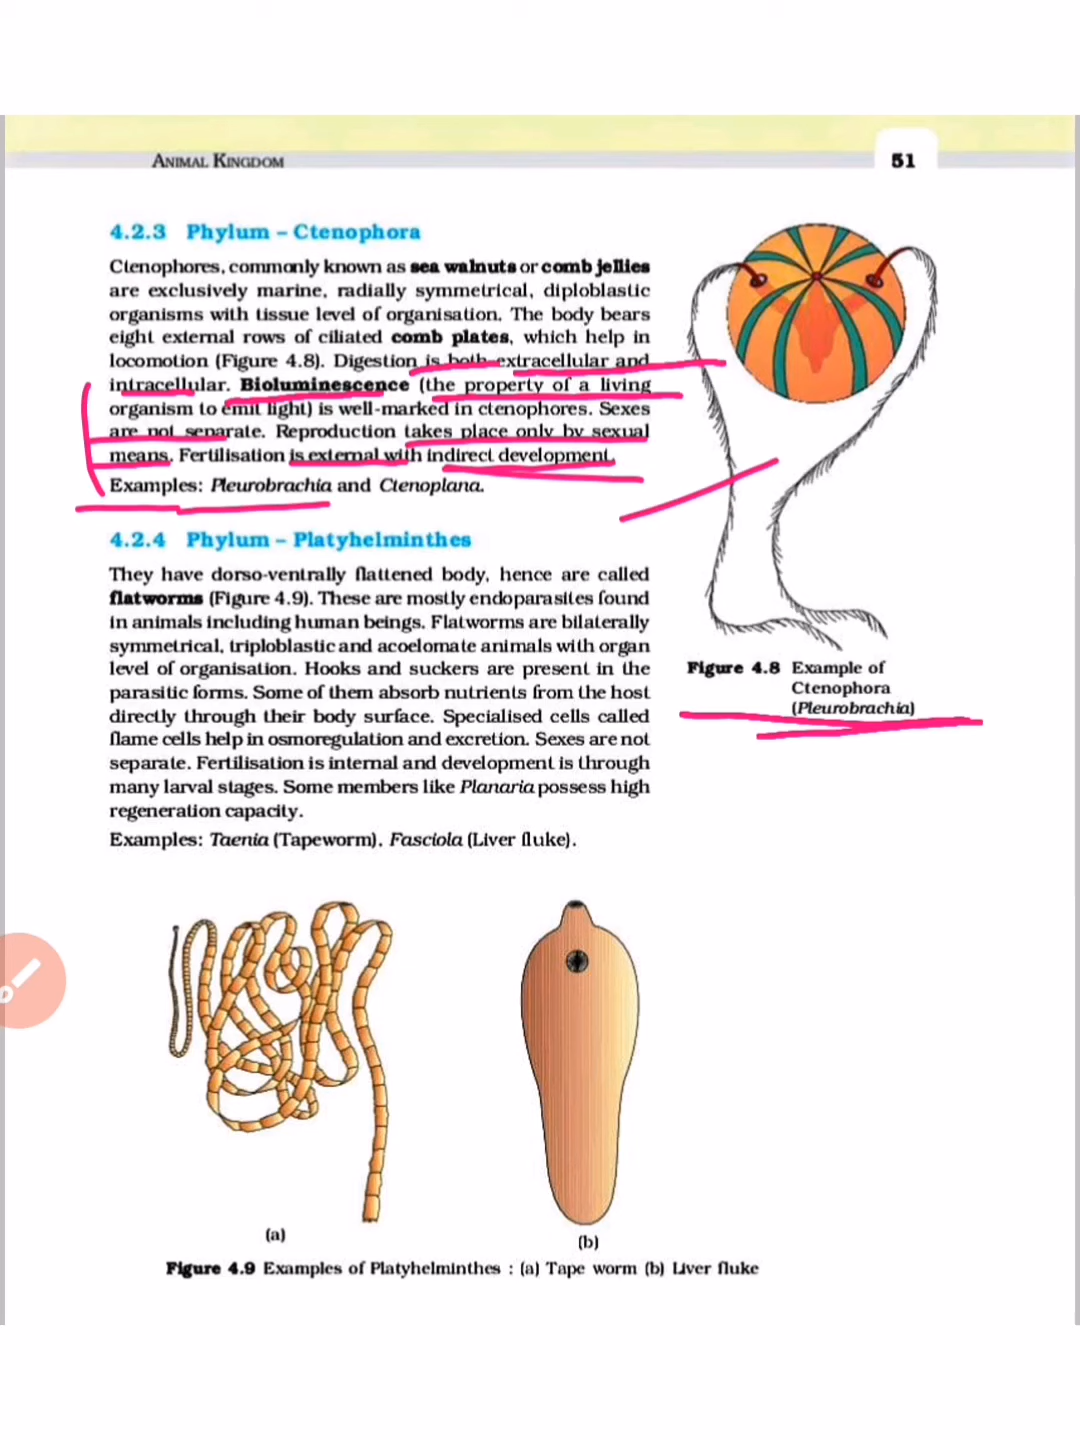 ANIMAL KINGDOM
51
4.2.3 Phylum – Ctenophora
Ctenophores, commonly known as sea walnuts or comb jellies
are exclusively marine, radially symmetrical, diploblastic
organisms with tissue level of organisation. The body bears
eight external rows of ciliated comb plates, which help in
locomotion (Figure 4.8). Digestion is both extracellular and
intracellular. Bioluminescence (the property of a living
organism to emit light) is well-marked in ctenophores. Sexes
are not separate. Reproduction takes place only by sexual
means. Fertilisation is external with indirect development.
Examples: Pleurobrachia and Ctenoplana.
4.2.4 Phylum – Platyhelminthes
They have dorso-ventrally flattened body, hence are called
flatworms (Figure 4.9). These are mostly endoparasites found
in animals including human beings. Flatworms are bilaterally
symmetrical, triploblastic and acoelomate animals with organ
level of organisation. Hooks and suckers are present in the
parasitic forms. Some of them absorb nutrients from the host
directly through their body surface. Specialised cells called
flame cells help in osmoregulation and excretion. Sexes are not
separate. Fertilisation is internal and development is through
many larval stages. Some members like Planaria possess high
regeneration capacity.
Examples: Taenia (Tapeworm), Fasciola (Liver fluke).
Figure 4.8 Example of
Ctenophora
(Pleurobrachia)
(a)
(b)
Figure 4.9 Examples of Platyhelminthes : (a) Tape worm (b) Liver fluke